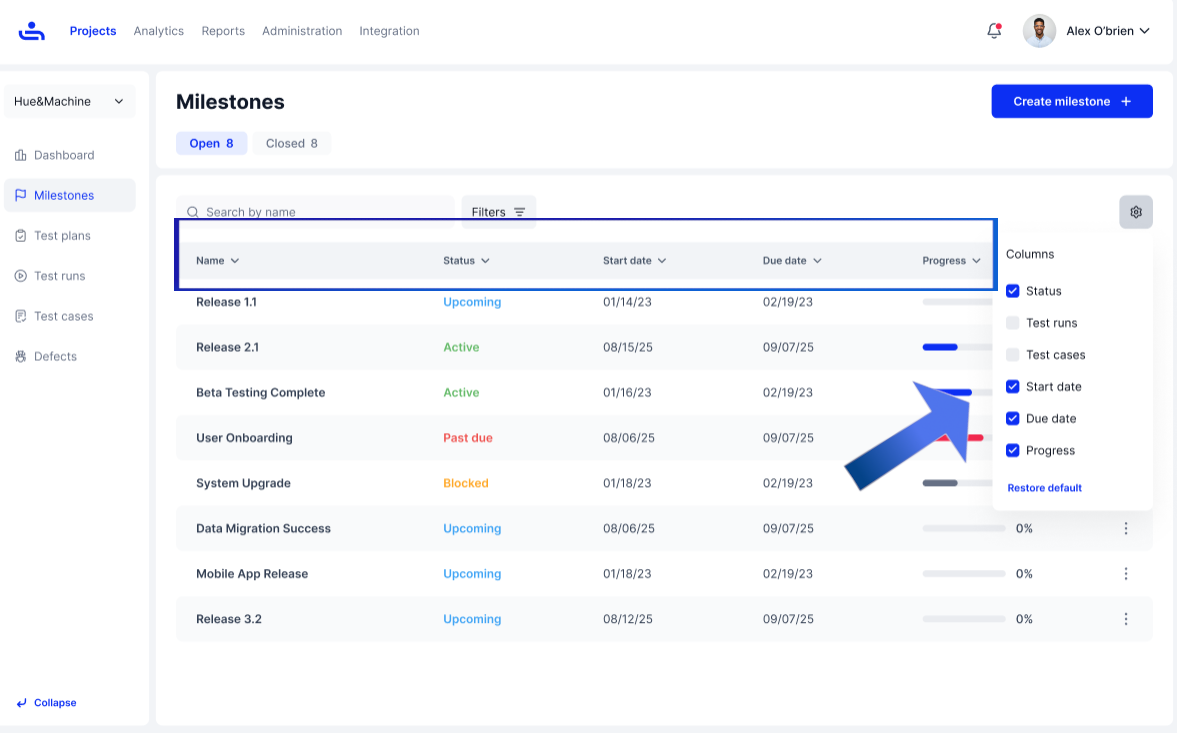 Projects Analytics Reports Administration Integration Alex O'brien
Hue&Machine
Dashboard
Milestones
Test plans
Test runs
Test cases
Defects
Collapse
Milestones
Create milestone +
Open 8 Closed 8
Search by name Filters
Name Status Start date Due date Progress
Release 1.1 Upcoming 01/14/23 02/19/23
Release 2.1 Active 08/15/25 09/07/25
Beta Testing Complete Active 01/16/23 02/19/23
User Onboarding Past due 08/06/25 09/07/25
System Upgrade Blocked 01/18/23 02/19/23
Data Migration Success Upcoming 08/06/25 09/07/25 0%
Mobile App Release Upcoming 01/18/23 02/19/23 0%
Release 3.2 Upcoming 08/12/25 09/07/25 0%
Columns
Status
Test runs
Test cases
Start date
Due date
Progress
Restore default